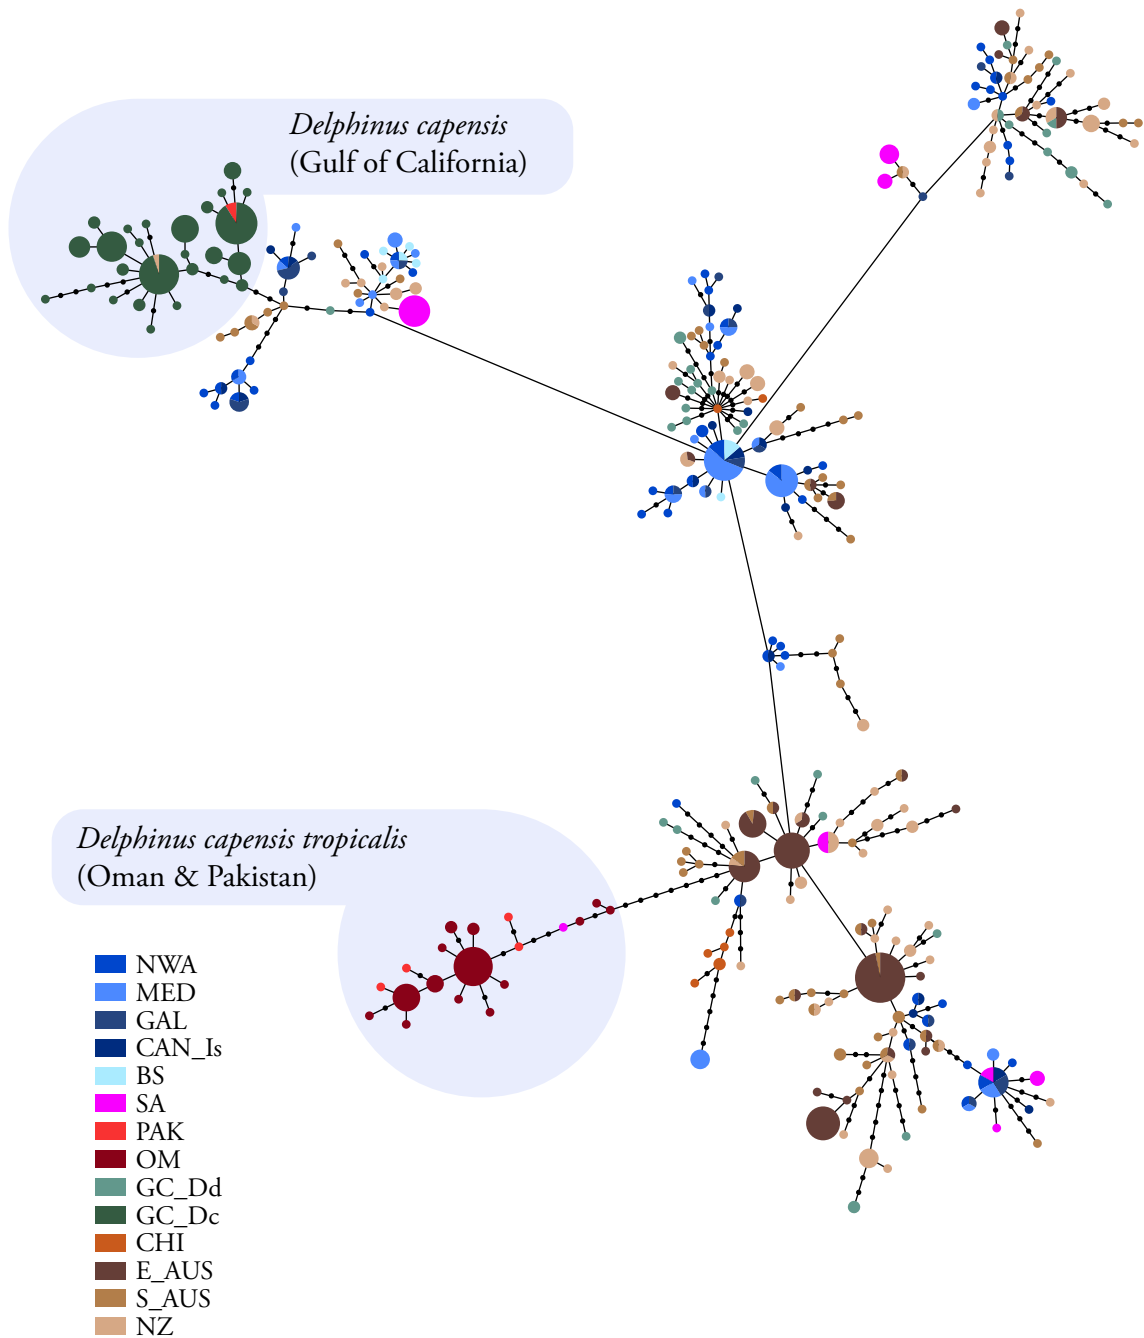 Delphinus capensis
(Gulf of California)
Delphinus capensis tropicalis
(Oman & Pakistan)
NWA
MED
GAL
CAN_Is
BS
SA
PAK
OM
GC_Dd
GC_Dc
CHI
E_AUS
S_AUS
NZ